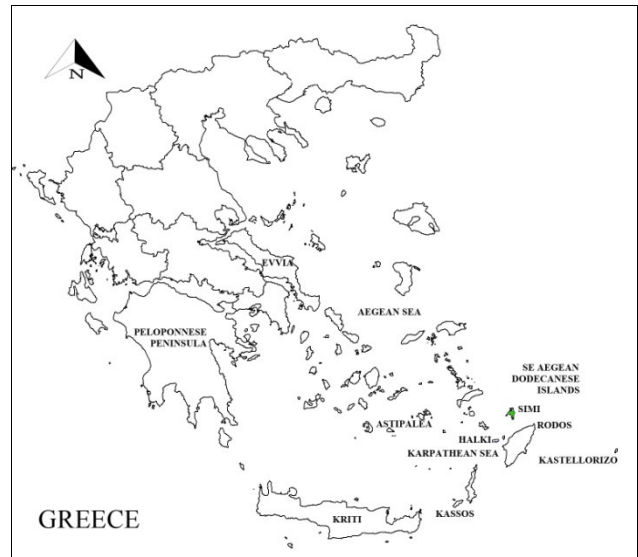 N
EVVIA
AEGEAN SEA
PELOPONNESE
PENINSULA
SE AEGEAN
DODECANESE
ISLANDS
SIMI
ASTIPALEA
RODOS
HALKI
KARPATHEAN SEA
KASTELLORIZO
KASSOS
KRITI
GREECE